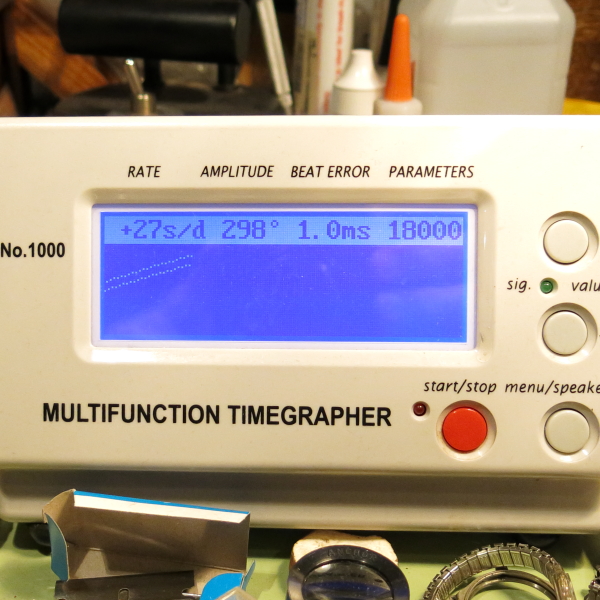 RATE AMPLITUDE BEAT ERROR PARAMETERS
+27s/d 298° 1.0ms 18000
No.1000
sig. valu
start/stop menu/speake
MULTIFUNCTION TIMEGRAPHER